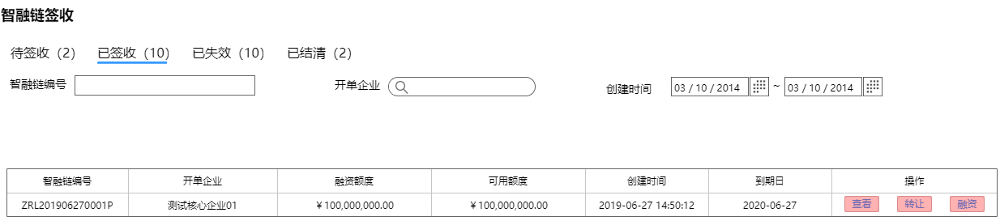 智融链签收
待签收（2） 已签收（10） 已失效（10） 已结清（2）
智融链编号 开单企业 创建时间 03 / 10 / 2014 ~ 03 / 10 / 2014
智融链编号 开单企业 融资额度 可用额度 创建时间 到期日 操作
ZRL201906270001P 测试核心企业01 ￥100,000,000.00 ￥100,000,000.00 2019-06-27 14:50:12 2020-06-27 查看 转让 融资